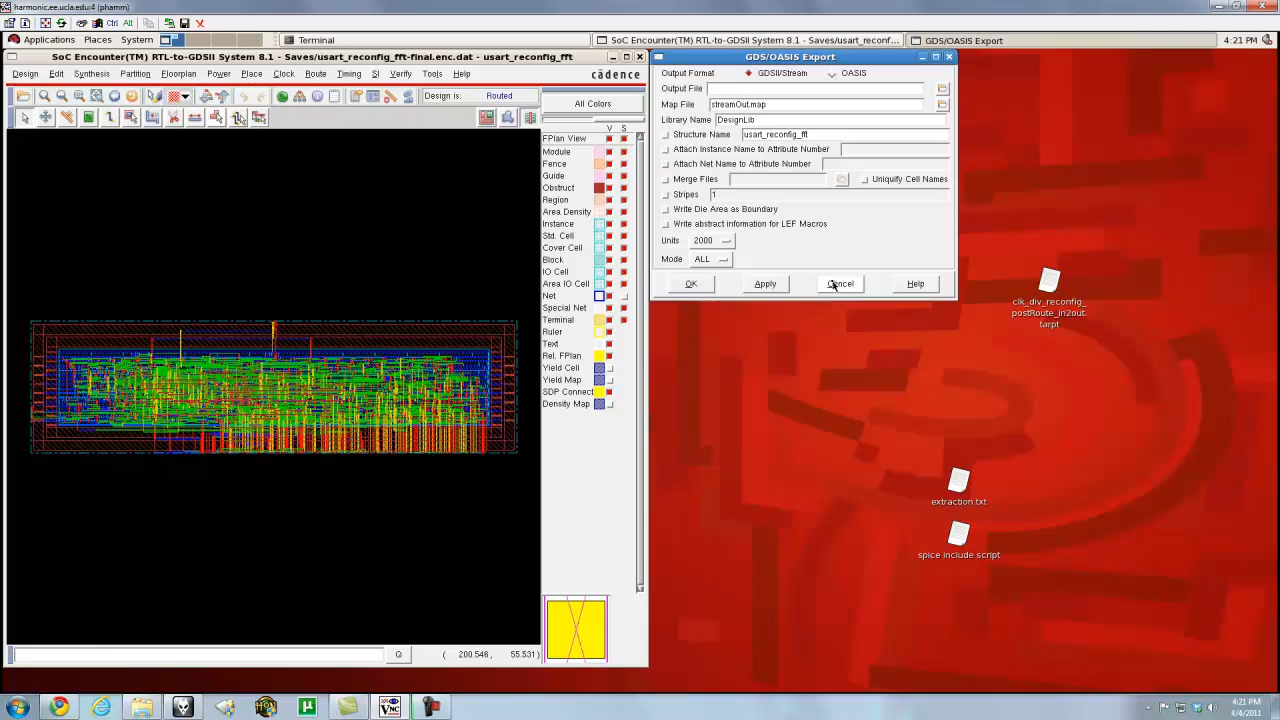 harmonic.ee.ucla.edu:4 (phamm)
Ctrl Alt
Applications Places System
Terminal
SoC Encounter(TM) RTL-to-GDSII System 8.1 - Saves/usart_reconf...
GDS/OASIS Export
4:21 PM
SoC Encounter(TM) RTL-to-GDSII System 8.1 - Saves/usart_reconfig_fft-final.enc.dat - usart_reconfig_fft
Design Edit Synthesis Partition Floorplan Power Place Clock Route Timing SI Verify Tools Help
cādence
Design is: Routed
All Colors
V S
FPlan View
Module
Fence
Guide
Obstruct
Region
Area Density
Instance
Std. Cell
Cover Cell
Block
IO Cell
Area IO Cell
Net
Special Net
Terminal
Ruler
Text
Rel. FPlan
Yield Cell
Yield Map
SDP Connect
Density Map
Q
( 200.546, 55.531)
GDS/OASIS Export
Output Format GDSII/Stream OASIS
Output File
Map File streamOut.map
Library Name DesignLib
Structure Name usart_reconfig_fft
Attach Instance Name to Attribute Number
Attach Net Name to Attribute Number
Merge Files Uniquify Cell Names
Stripes 1
Write Die Area as Boundary
Write abstract information for LEF Macros
Units 2000
Mode ALL
OK Apply Cancel Help
clk_div_reconfig_
postRoute_in2out.
tarpt
extraction.txt
spice include script
4:21 PM
4/4/2011